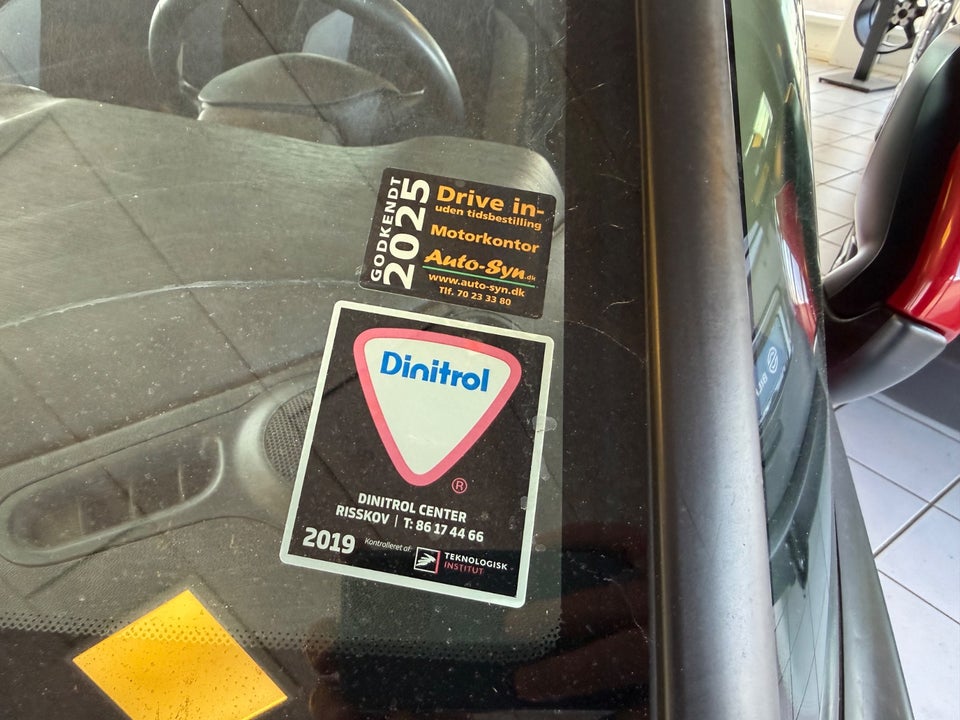 GODKENDT
2025
Drive in-
uden tidsbestilling
Motorkontor
Auto-Syn.dk
www.auto-syn.dk
Tlf. 70 23 33 80
Dinitrol
®
DINITROL CENTER
RISSKOV | T: 86 17 44 66
2019 Kontrolleret af: TEKNOLOGISK
INSTITUT